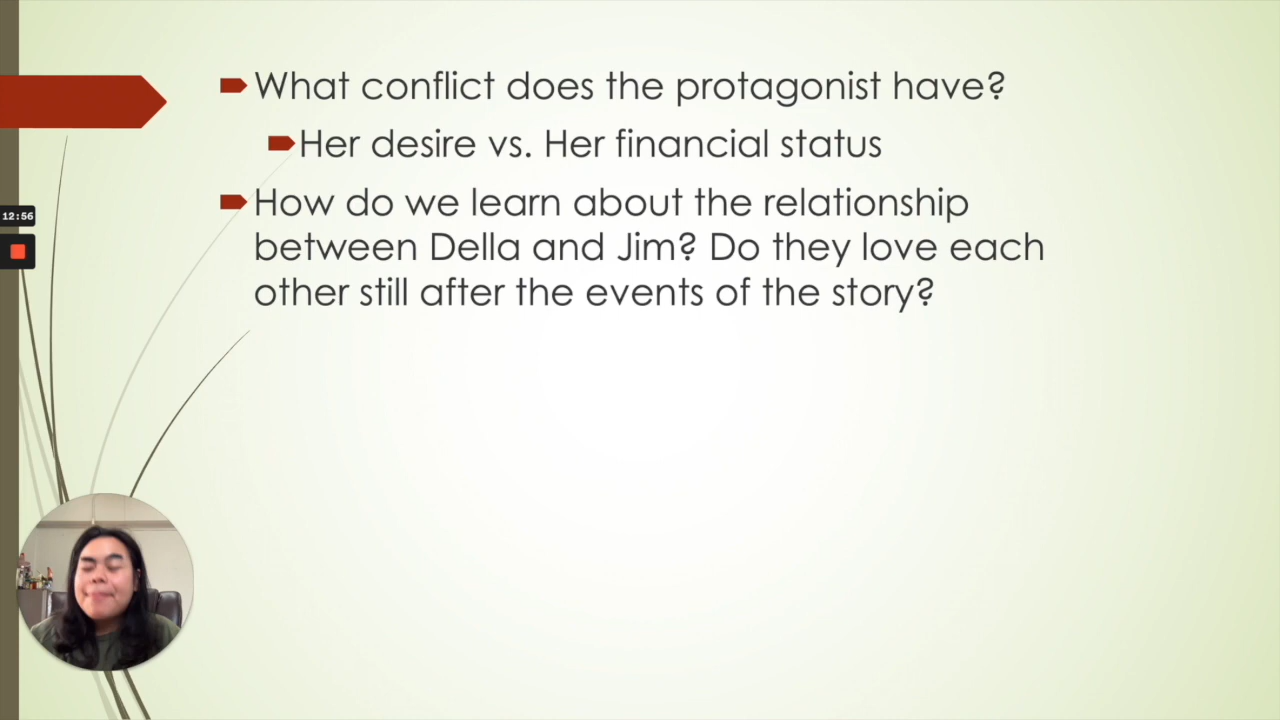 What conflict does the protagonist have?
Her desire vs. Her financial status
How do we learn about the relationship
between Della and Jim? Do they love each
other still after the events of the story?
12:56